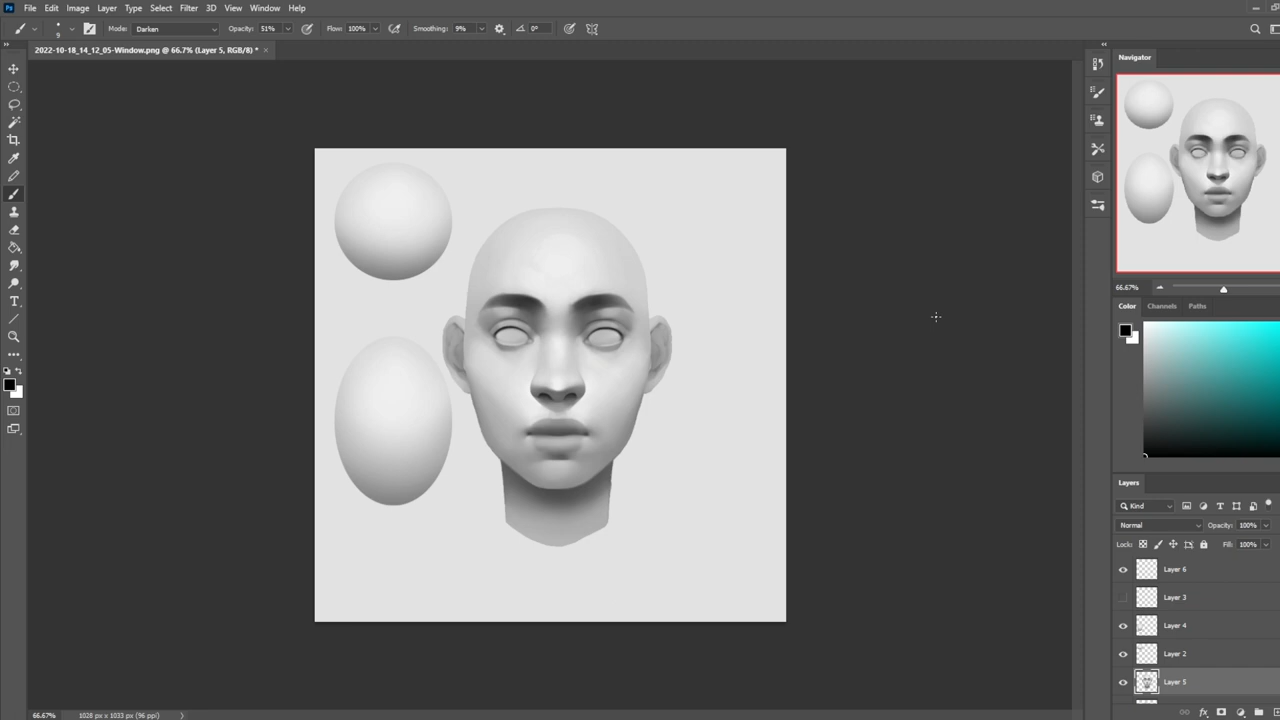 Ps File Edit Image Layer Type Select Filter 3D View Window Help
9 Mode: Darken Opacity: 51% Flow: 100% Smoothing: 9% 0°
2022-10-18_14_12_05-Window.png @ 66.7% (Layer 5, RGB/8) * ×
Navigator
66.67%
Color Channels Paths
Layers
Kind
Normal Opacity: 100%
Lock: Fill: 100%
Layer 6
Layer 3
Layer 4
Layer 2
Layer 5
fx
66.67% 1028 px x 1033 px (96 ppi)